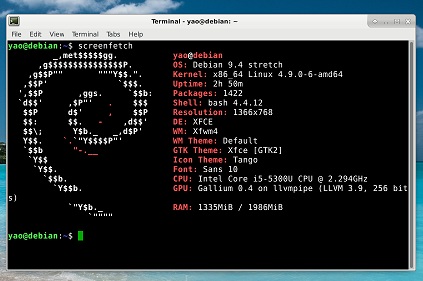 Terminal - yao@debian: ~
File Edit View Terminal Tabs Help
yao@debian:~$ screenfetch
yao@debian
OS: Debian 9.4 stretch
Kernel: x86_64 Linux 4.9.0-6-amd64
Uptime: 2h 50m
Packages: 1422
Shell: bash 4.4.12
Resolution: 1366x768
DE: XFCE
WM: Xfwm4
WM Theme: Default
GTK Theme: Xfce [GTK2]
Icon Theme: Tango
Font: Sans 10
CPU: Intel Core i5-5300U CPU @ 2.294GHz
GPU: Gallium 0.4 on llvmpipe (LLVM 3.9, 256 bit
s)
RAM: 1335MiB / 1986MiB
yao@debian:~$